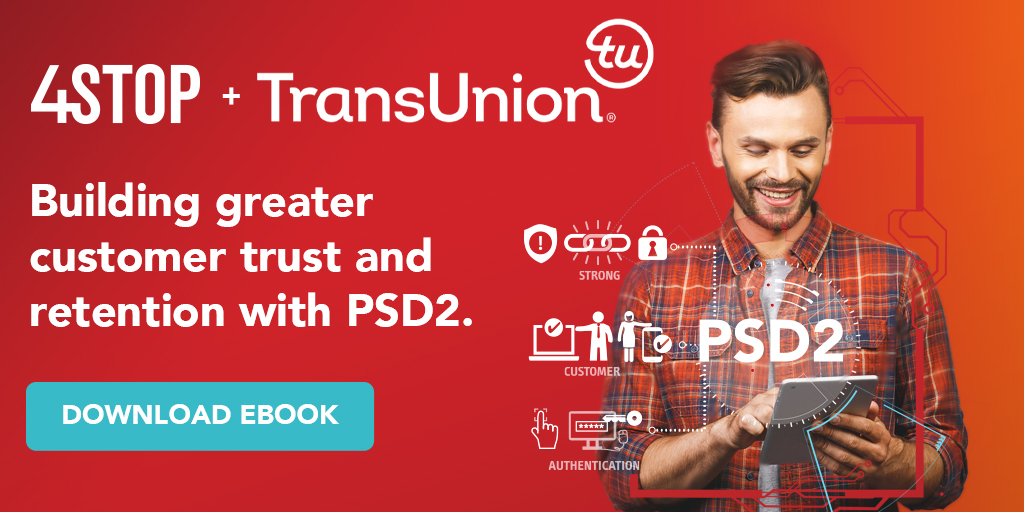 4STOP + TransUnion®
tu
Building greater
customer trust and
retention with PSD2.
DOWNLOAD EBOOK
STRONG
CUSTOMER
AUTHENTICATION
PSD2
*****